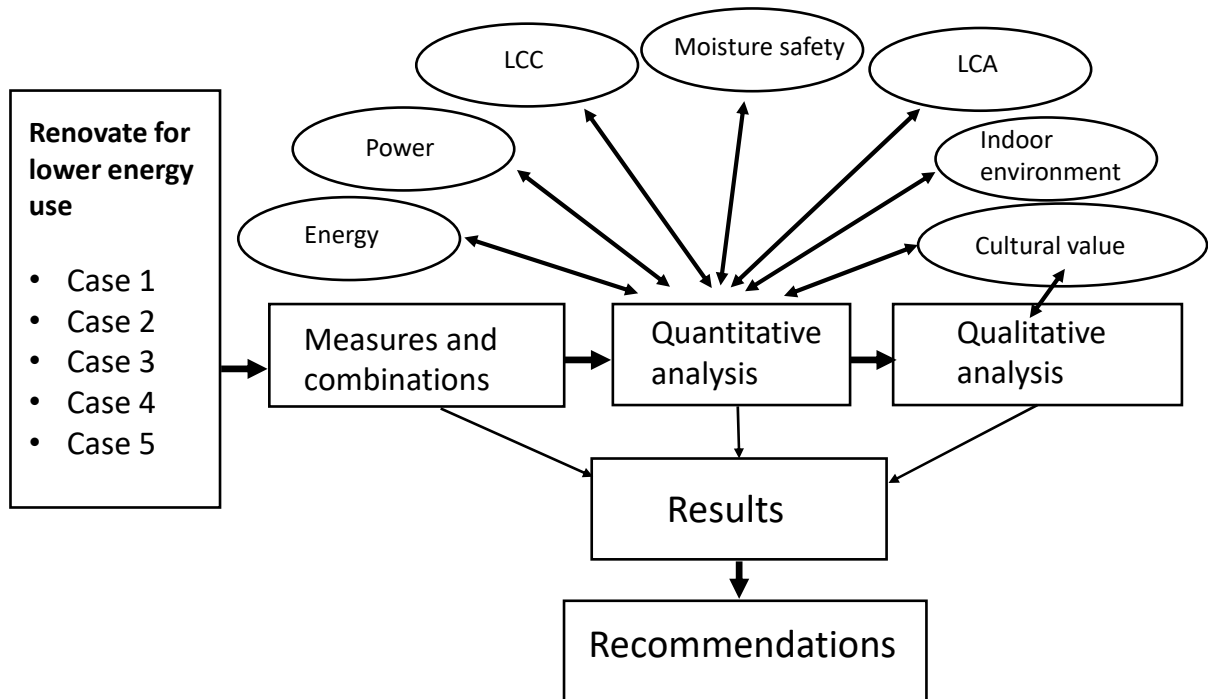 Moisture safety
LCC
LCA
Renovate for
lower energy
use
Power
Indoor
environment
Energy
Cultural value
• Case 1
• Case 2
• Case 3
• Case 4
• Case 5
Measures and
combinations
Quantitative
analysis
Qualitative
analysis
Results
Recommendations